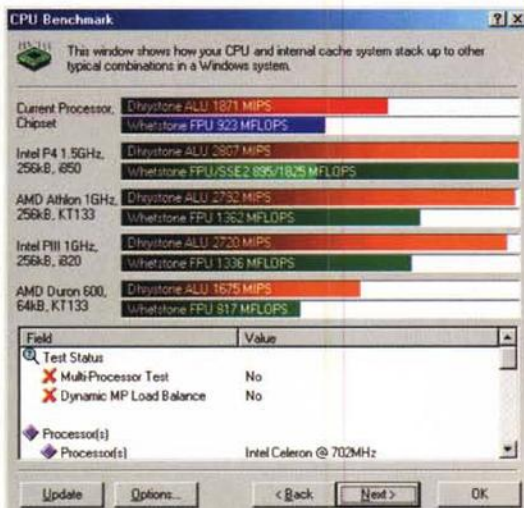 CPU Benchmark
This window shows how your CPU and internal cache system stack up to other
typical combinations in a Windows system.
Current Processor,
Chipset
Dhrystone ALU 1871 MIPS
Whetstone FPU 923 MFLOPS
Intel P4 1.5GHz,
256kB, i850
Dhrystone ALU 2807 MIPS
Whetstone FPU/SSE2 895/1825 MFLOPS
AMD Athlon 1GHz,
256kB, KT133
Dhrystone ALU 2792 MIPS
Whetstone FPU 1362 MFLOPS
Intel PIII 1GHz,
256kB, i820
Dhrystone ALU 2720 MIPS
Whetstone FPU 1336 MFLOPS
AMD Duron 600,
64kB, KT133
Dhrystone ALU 1675 MIPS
Whetstone FPU 817 MFLOPS
Field Value
Test Status
Multi-Processor Test No
Dynamic MP Load Balance No
Processor(s)
Processor(s) Intel Celeron @ 702MHz
Update Options... < Back Next > OK